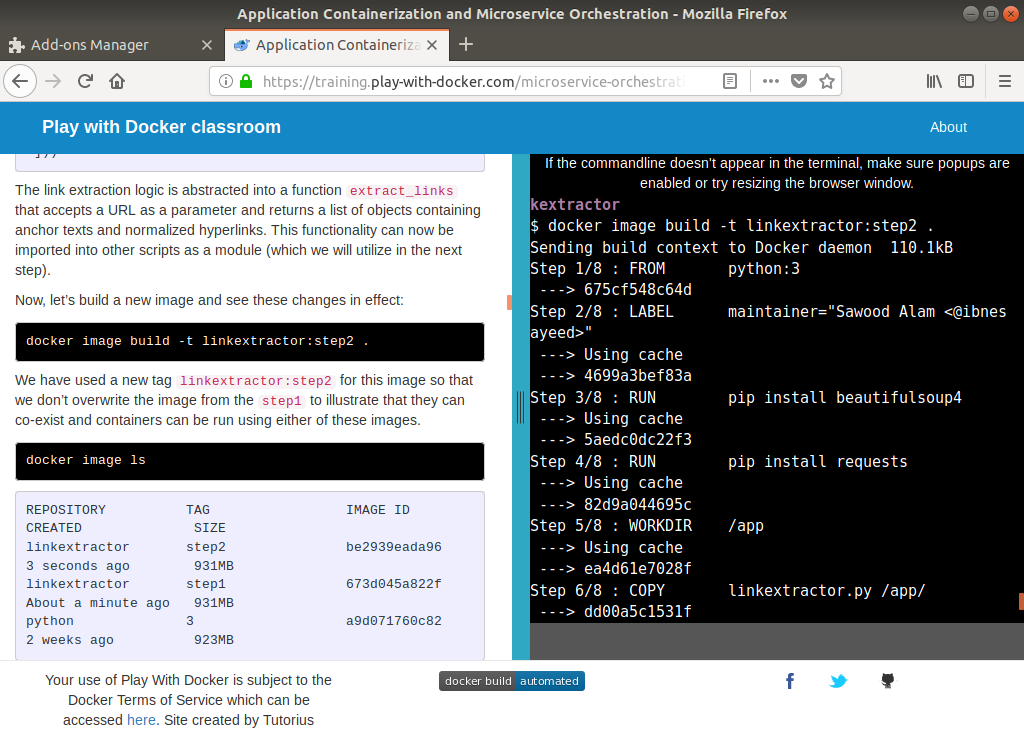 Application Containerization and Microservice Orchestration - Mozilla Firefox
Add-ons Manager
Application Containeriza
https://training.play-with-docker.com/microservice-orchestrati
Play with Docker classroom
About
The link extraction logic is abstracted into a function extract_links
that accepts a URL as a parameter and returns a list of objects containing
anchor texts and normalized hyperlinks. This functionality can now be
imported into other scripts as a module (which we will utilize in the next
step).
Now, let’s build a new image and see these changes in effect:
docker image build -t linkextractor:step2 .
We have used a new tag linkextractor:step2 for this image so that
we don’t overwrite the image from the step1 to illustrate that they can
co-exist and containers can be run using either of these images.
docker image ls
REPOSITORY TAG IMAGE ID
CREATED SIZE
linkextractor step2 be2939eada96
3 seconds ago 931MB
linkextractor step1 673d045a822f
About a minute ago 931MB
python 3 a9d071760c82
2 weeks ago 923MB
If the commandline doesn't appear in the terminal, make sure popups are
enabled or try resizing the browser window.
kextractor
$ docker image build -t linkextractor:step2 .
Sending build context to Docker daemon 110.1kB
Step 1/8 : FROM python:3
---> 675cf548c64d
Step 2/8 : LABEL maintainer="Sawood Alam <@ibnes
ayeed>"
---> Using cache
---> 4699a3bef83a
Step 3/8 : RUN pip install beautifulsoup4
---> Using cache
---> 5aedc0dc22f3
Step 4/8 : RUN pip install requests
---> Using cache
---> 82d9a044695c
Step 5/8 : WORKDIR /app
---> Using cache
---> ea4d61e7028f
Step 6/8 : COPY linkextractor.py /app/
---> dd00a5c1531f
Your use of Play With Docker is subject to the
Docker Terms of Service which can be
accessed here. Site created by Tutorius
docker build automated